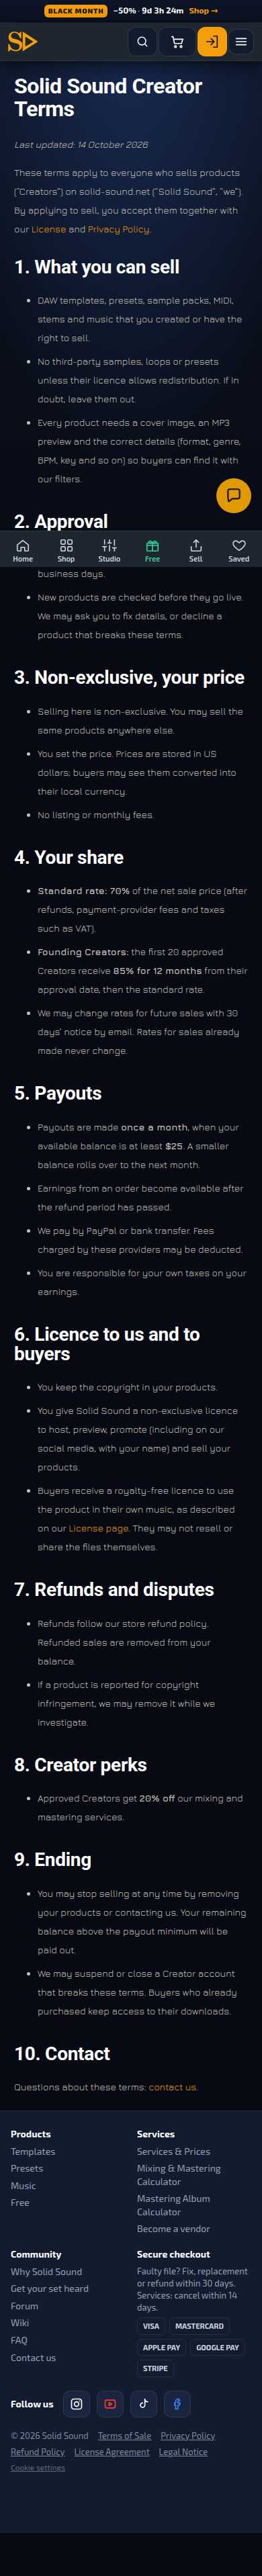 BLACK MONTH −50% · 9d 3h 24m Shop →
Solid Sound Creator
Terms
Last updated: 14 October 2026
These terms apply to everyone who sells products
("Creators") on solid-sound.net ("Solid Sound", "we").
By applying to sell, you accept them together with
our License and Privacy Policy.
1. What you can sell
• DAW templates, presets, sample packs, MIDI,
stems and music that you created or have the
right to sell.
• No third-party samples, loops or presets
unless their licence allows redistribution. If in
doubt, leave them out.
• Every product needs a cover image, an MP3
preview and the correct details (format, genre,
BPM, key and so on) so buyers can find it with
our filters.
2. Approval
Home Shop Studio Free Sell Saved
business days.
• New products are checked before they go live.
We may ask you to fix details, or decline a
product that breaks these terms.
3. Non-exclusive, your price
• Selling here is non-exclusive. You may sell the
same products anywhere else.
• You set the price. Prices are stored in US
dollars; buyers may see them converted into
their local currency.
• No listing or monthly fees.
4. Your share
• Standard rate: 70% of the net sale price (after
refunds, payment-provider fees and taxes
such as VAT).
• Founding Creators: the first 20 approved
Creators receive 85% for 12 months from their
approval date, then the standard rate.
• We may change rates for future sales with 30
days' notice by email. Rates for sales already
made never change.
5. Payouts
• Payouts are made once a month, when your
available balance is at least $25. A smaller
balance rolls over to the next month.
• Earnings from an order become available after
the refund period has passed.
• We pay by PayPal or bank transfer. Fees
charged by these providers may be deducted.
• You are responsible for your own taxes on your
earnings.
6. Licence to us and to
buyers
• You keep the copyright in your products.
• You give Solid Sound a non-exclusive licence
to host, preview, promote (including on our
social media, with your name) and sell your
products.
• Buyers receive a royalty-free licence to use
the product in their own music, as described
on our License page. They may not resell or
share the files themselves.
7. Refunds and disputes
• Refunds follow our store refund policy.
Refunded sales are removed from your
balance.
• If a product is reported for copyright
infringement, we may remove it while we
investigate.
8. Creator perks
• Approved Creators get 20% off our mixing and
mastering services.
9. Ending
• You may stop selling at any time by removing
your products or contacting us. Your remaining
balance above the payout minimum will be
paid out.
• We may suspend or close a Creator account
that breaks these terms. Buyers who already
purchased keep access to their downloads.
10. Contact
Questions about these terms: contact us.
Products
Templates
Presets
Music
Free
Services
Services & Prices
Mixing & Mastering
Calculator
Mastering Album
Calculator
Become a vendor
Community
Why Solid Sound
Get your set heard
Forum
Wiki
FAQ
Contact us
Secure checkout
Faulty file? Fix, replacement
or refund within 30 days.
Services: cancel within 14
days.
VISA MASTERCARD
APPLE PAY GOOGLE PAY
STRIPE
Follow us
© 2026 Solid Sound Terms of Sale Privacy Policy
Refund Policy License Agreement Legal Notice
Cookie settings